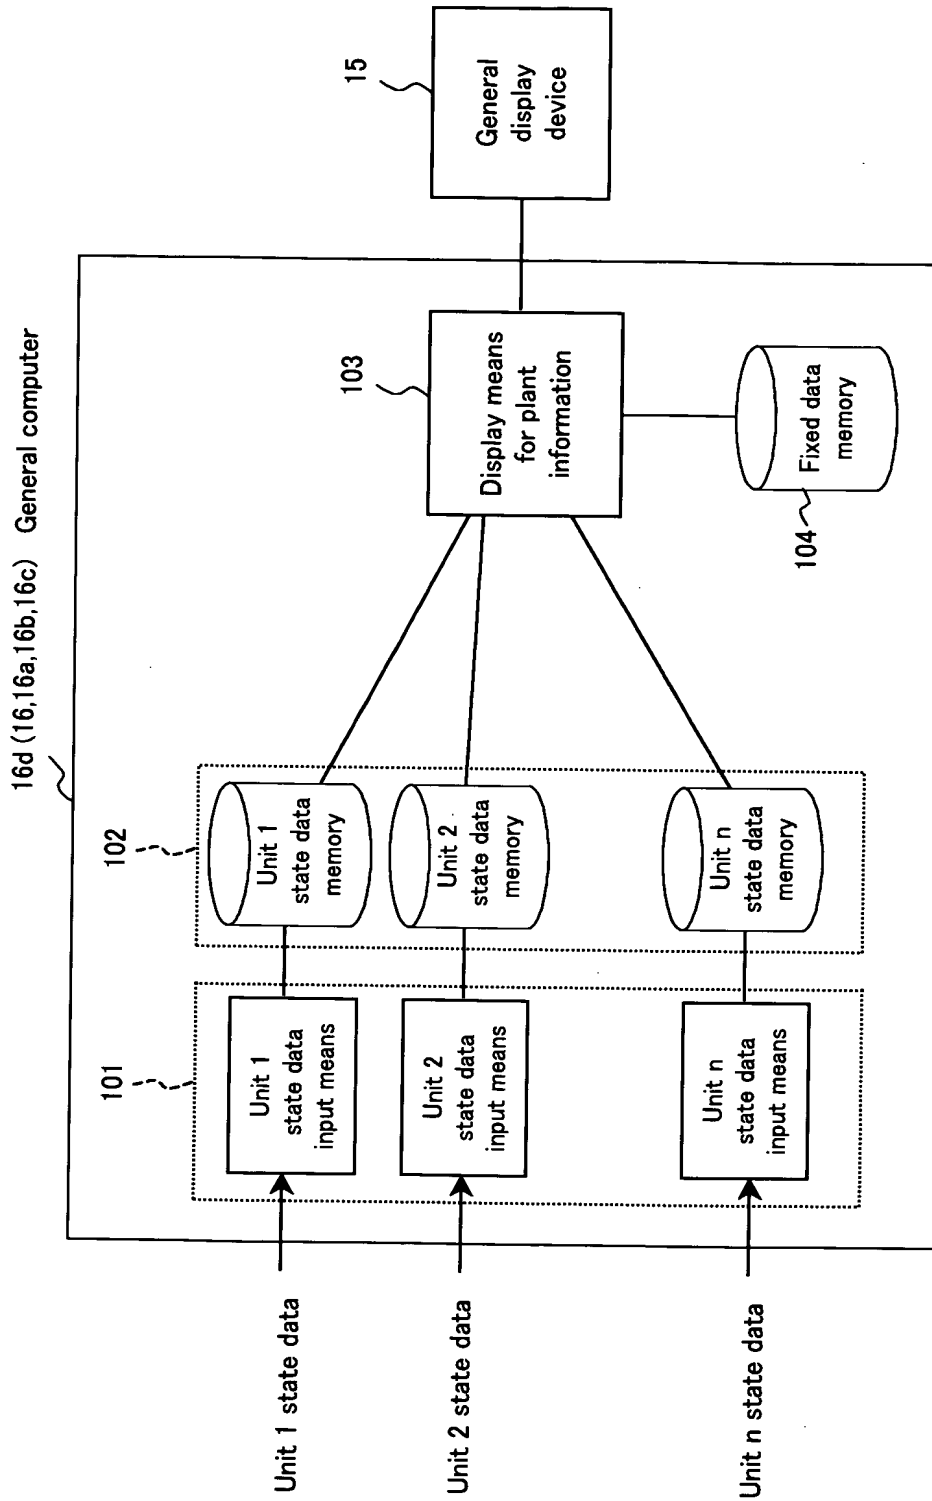 16d (16,16a,16b,16c) General computer
101
102
103
15
Unit 1 state data
Unit 1
state data
input means
Unit 1
state data
memory
Unit 2 state data
Unit 2
state data
input means
Unit 2
state data
memory
Unit n state data
Unit n
state data
input means
Unit n
state data
memory
Display means
for plant
information
General
display
device
104
Fixed data
memory